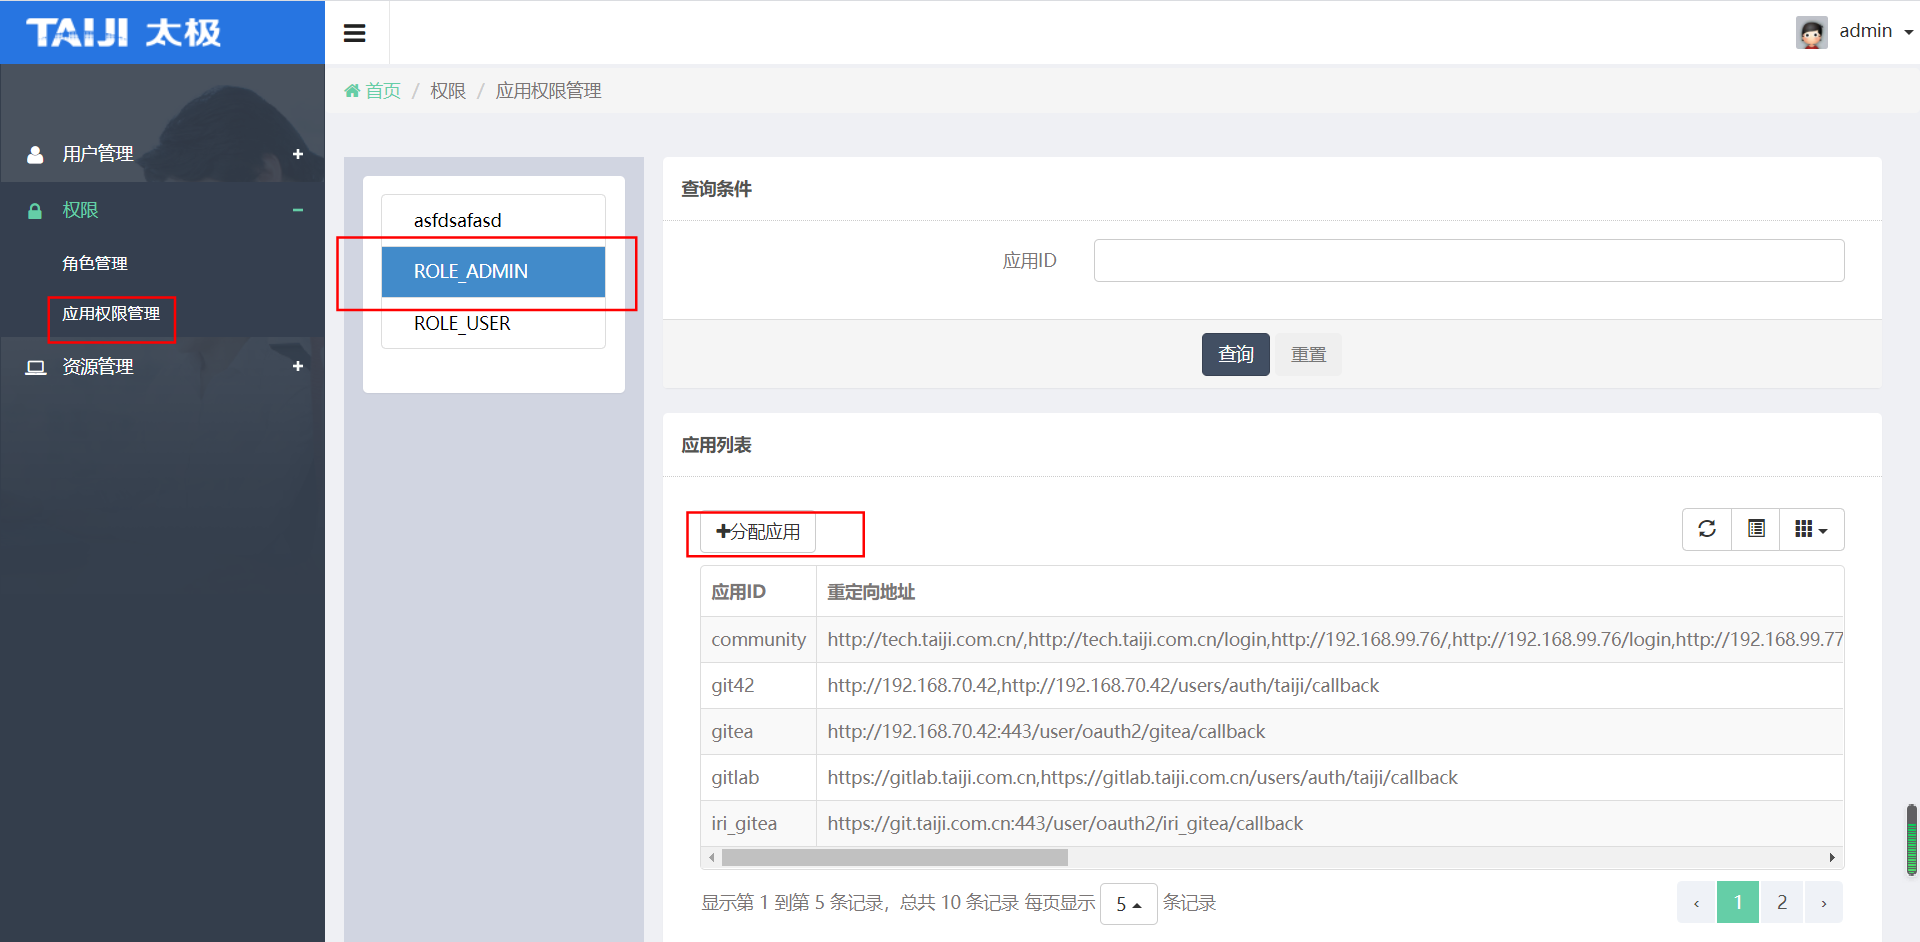 TAIJI 太极
admin
首页 / 权限 / 应用权限管理
用户管理
权限
角色管理
应用权限管理
资源管理
asfdsafasd
ROLE_ADMIN
ROLE_USER
查询条件
应用ID
查询 重置
应用列表
分配应用
应用ID 重定向地址
community http://tech.taiji.com.cn/,http://tech.taiji.com.cn/login,http://192.168.99.76/,http://192.168.99.76/login,http://192.168.99.77
git42 http://192.168.70.42,http://192.168.70.42/users/auth/taiji/callback
gitea http://192.168.70.42:443/user/oauth2/gitea/callback
gitlab https://gitlab.taiji.com.cn,https://gitlab.taiji.com.cn/users/auth/taiji/callback
iri_gitea https://git.taiji.com.cn:443/user/oauth2/iri_gitea/callback
显示第 1 到第 5 条记录，总共 10 条记录 每页显示 5 条记录
‹ 1 2 ›